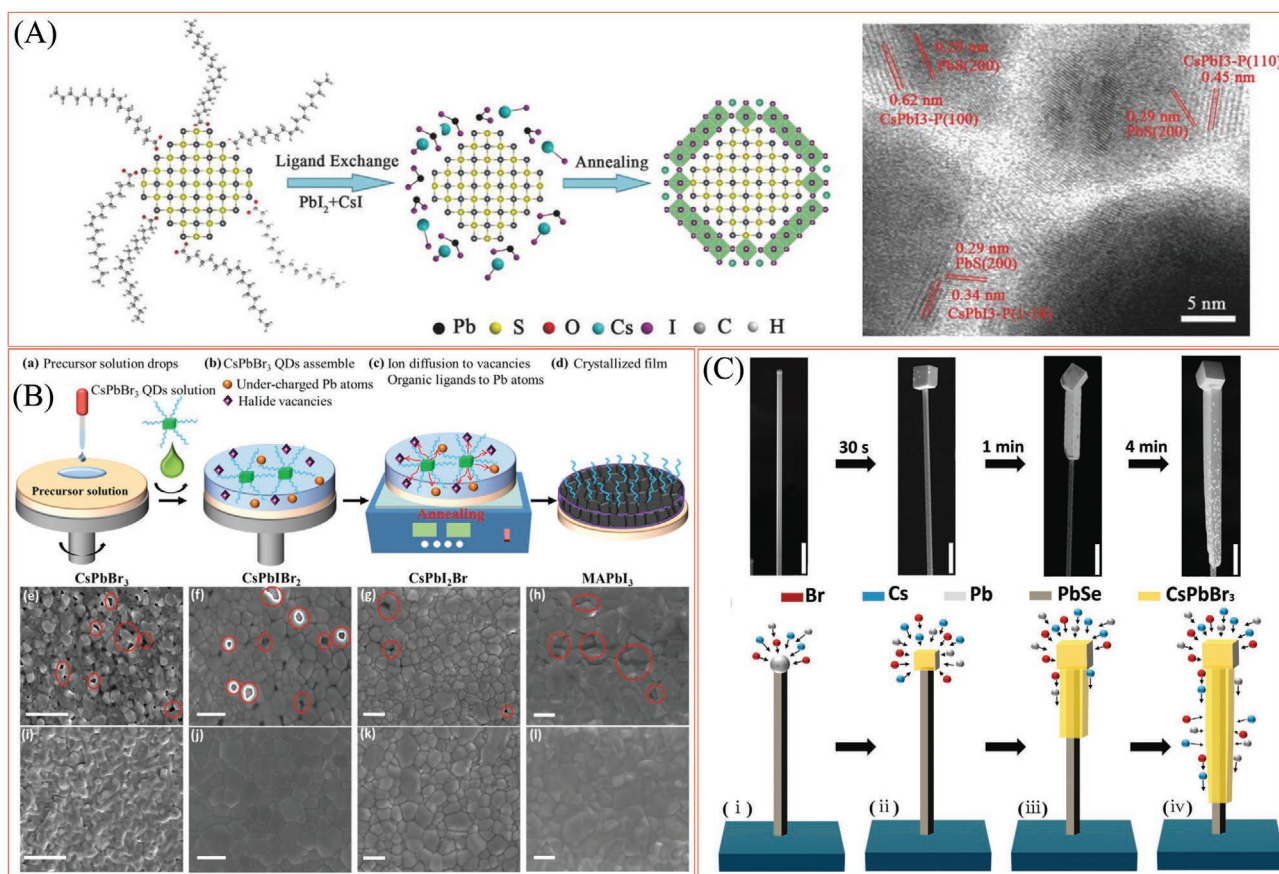 (A)
Ligand Exchange
PbI₂+CsI
Annealing
Pb S O Cs I C H
0.29 nm
PbS(200)
0.62 nm
CsPbI3-P(100)
CsPbI3-P(110)
0.45 nm
0.29 nm
PbS(200)
0.29 nm
PbS(200)
0.34 nm
5 nm
(B)
(a) Precursor solution drops
(b) CsPbBr₃ QDs assemble
(c) Ion diffusion to vacancies
Organic ligands to Pb atoms
(d) Crystallized film
CsPbBr₃ QDs solution
Under-charged Pb atoms
Halide vacancies
Precursor solution
Annealing
CsPbBr₃
CsPbIBr₂
CsPbI₂Br
MAPbI₃
(e)
(f)
(g)
(h)
(i)
(j)
(k)
(l)
(C)
30 s
1 min
4 min
Br Cs Pb PbSe CsPbBr₃
(i)
(ii)
(iii)
(iv)